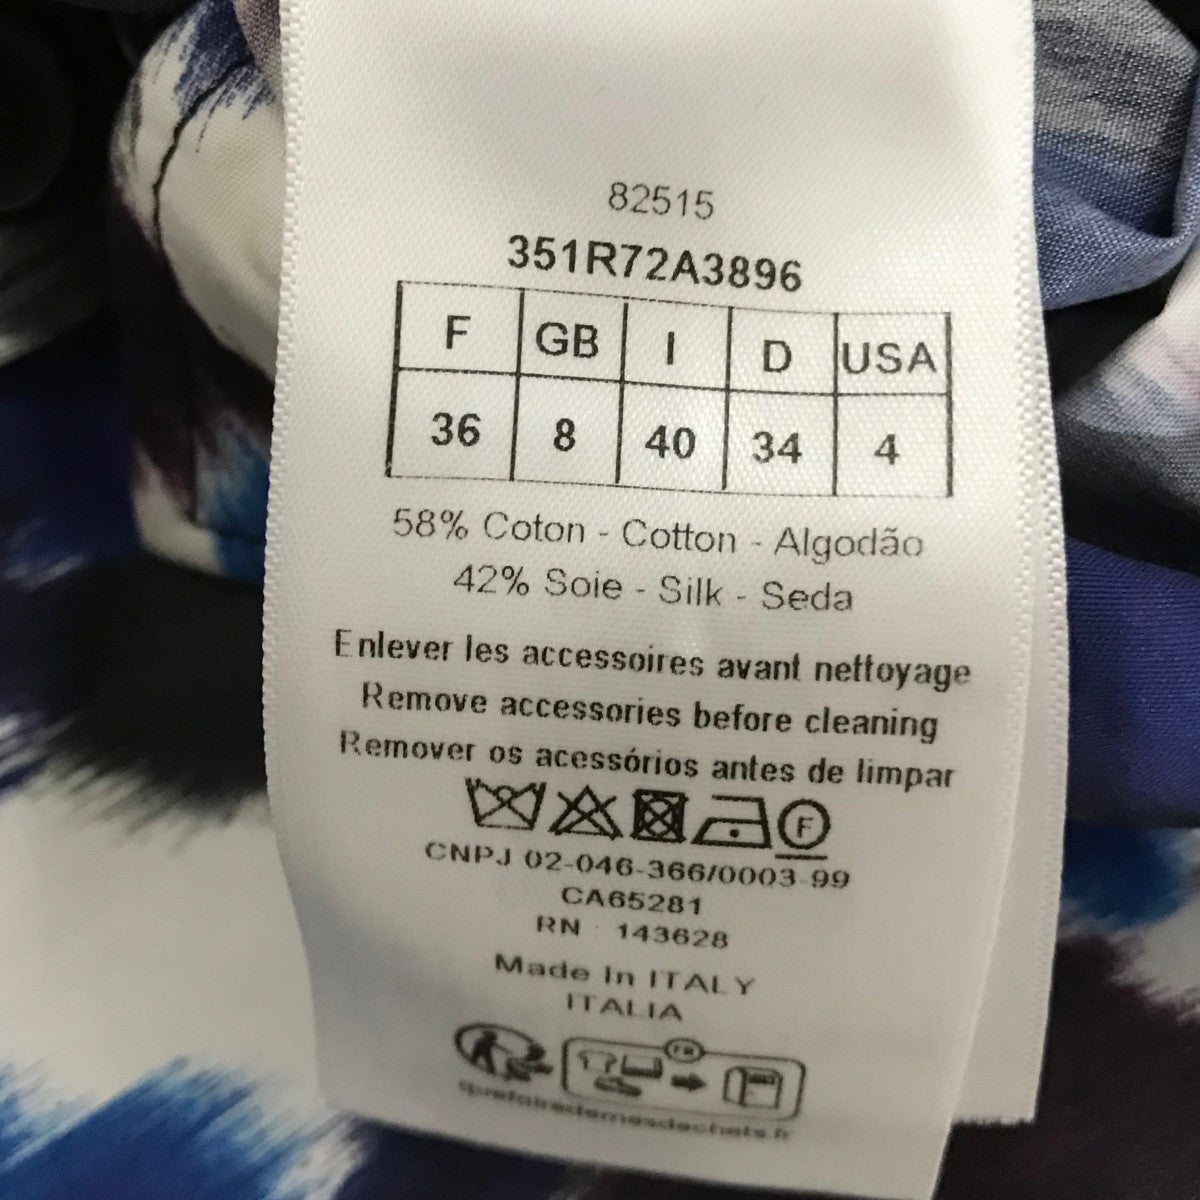 82515
351R72A3896
F GB I D USA
36 8 40 34 4
58% Coton - Cotton - Algodão
42% Soie - Silk - Seda
Enlever les accessoires avant nettoyage
Remove accessories before cleaning
Remover os acessórios antes de limpar
F
CNPJ 02-046-366/0003-99
CA65281
RN 143628
Made In ITALY
ITALIA
FR
quefairedemesdechets.fr